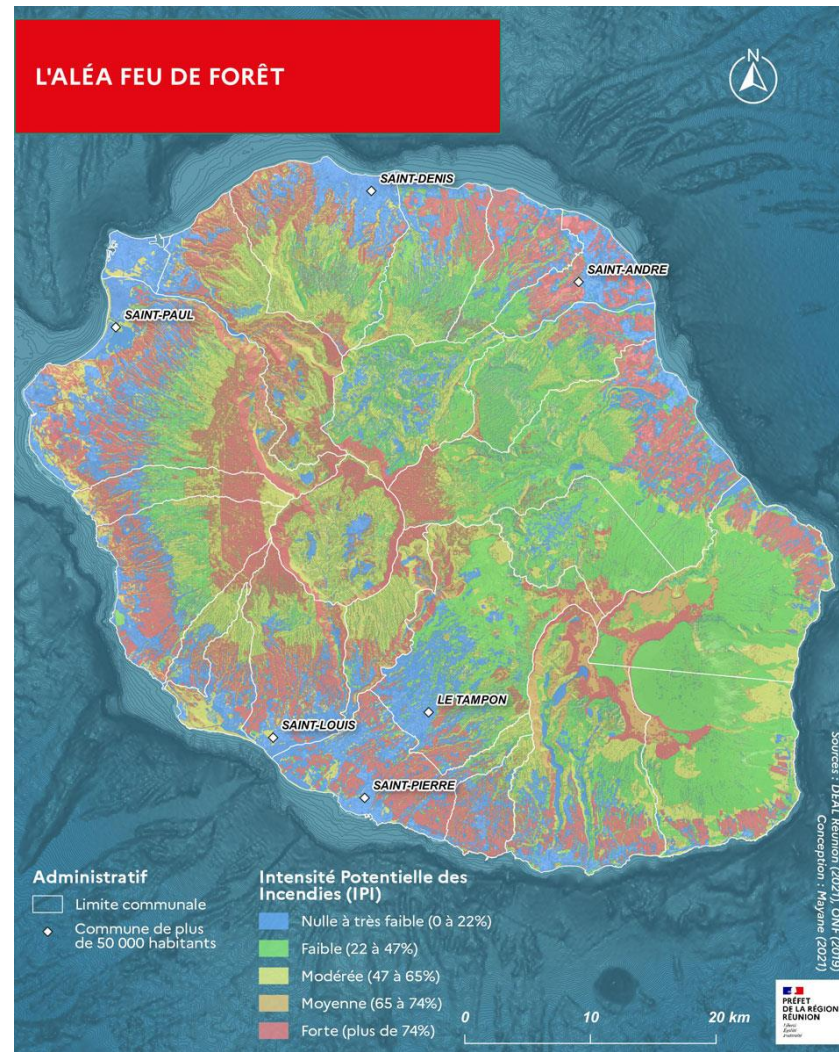 L'ALÉA FEU DE FORÊT
N
SAINT-DENIS
SAINT-ANDRE
SAINT-PAUL
LE TAMPON
SAINT-LOUIS
SAINT-PIERRE
Sources : DEAL Réunion (2021), ONF (2019)
Conception : Mayane (2021)
Administratif
Limite communale
Commune de plus
de 50 000 habitants
Intensité Potentielle des
Incendies (IPI)
Nulle à très faible (0 à 22%)
Faible (22 à 47%)
Modérée (47 à 65%)
Moyenne (65 à 74%)
Forte (plus de 74%)
0 10 20 km
PRÉFET
DE LA RÉGION
RÉUNION
Liberté
Égalité
Fraternité